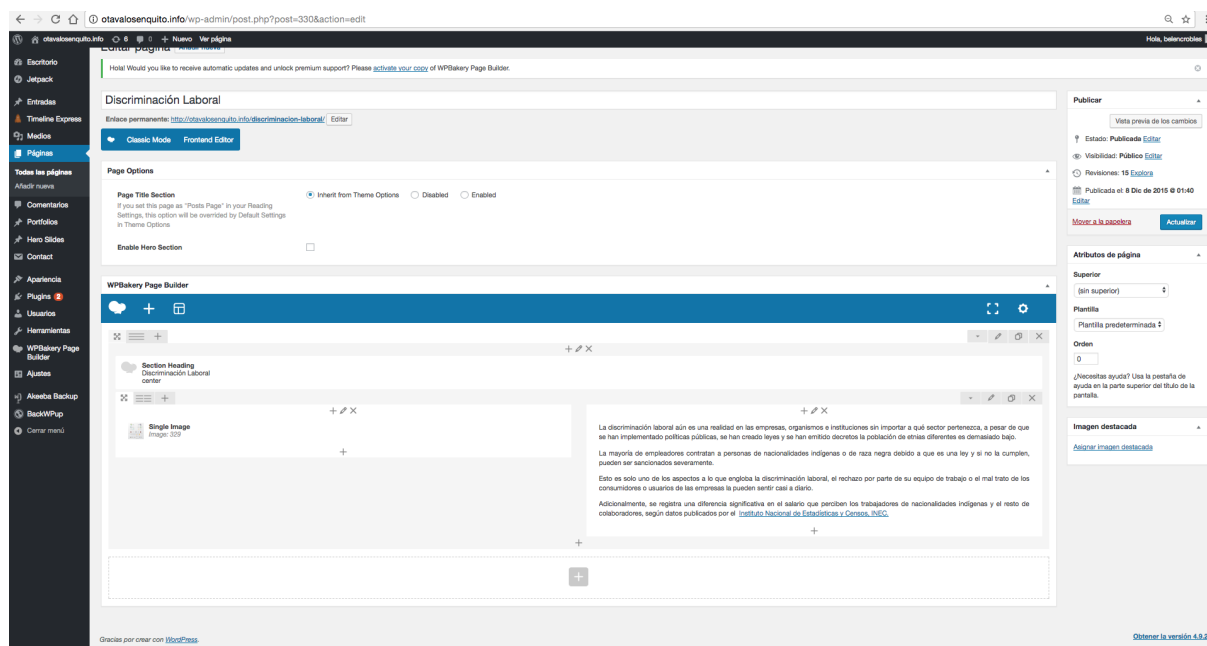 otavalosenquito.info/wp-admin/post.php?post=330&action=edit
otavalosenquito.info 6 0 Nuevo Ver página
Hola, belencrobles
Escritorio
Jetpack
Entradas
Timeline Express
Medios
Páginas
Todas las páginas
Añadir nueva
Comentarios
Portfolios
Hero Slides
Contact
Apariencia
Plugins 2
Usuarios
Herramientas
WPBakery Page
Builder
Ajustes
Akeeba Backup
BackWPup
Cerrar menú
Editar página Añadir nueva
Hola! Would you like to receive automatic updates and unlock premium support? Please activate your copy of WPBakery Page Builder.
Discriminación Laboral
Enlace permanente: http://otavalosenquito.info/discriminacion-laboral/ Editar
Classic Mode Frontend Editor
Page Options
Page Title Section
If you set this page as "Posts Page" in your Reading
Settings, this option will be overrided by Default Settings
in Theme Options
Inherit from Theme Options Disabled Enabled
Enable Hero Section
WPBakery Page Builder
Section Heading
Discriminación Laboral
center
Single Image
Image: 329
La discriminación laboral aún es una realidad en las empresas, organismos e instituciones sin importar a qué sector pertenezca, a pesar de que
se han implementado políticas públicas, se han creado leyes y se han emitido decretos la población de etnias diferentes es demasiado bajo.
La mayoría de empleadores contratan a personas de nacionalidades indígenas o de raza negra debido a que es una ley y si no la cumplen,
pueden ser sancionados severamente.
Esto es solo uno de los aspectos a lo que engloba la discriminación laboral, el rechazo por parte de su equipo de trabajo o el mal trato de los
consumidores o usuarios de las empresas la pueden sentir casi a diario.
Adicionalmente, se registra una diferencia significativa en el salario que perciben los trabajadores de nacionalidades indígenas y el resto de
colaboradores, según datos publicados por el Instituto Nacional de Estadísticas y Censos, INEC.
Publicar
Vista previa de los cambios
Estado: Publicada Editar
Visibilidad: Público Editar
Revisiones: 15 Explora
Publicada el: 8 Dic de 2015 @ 01:40
Editar
Mover a la papelera Actualizar
Atributos de página
Superior
(sin superior)
Plantilla
Plantilla predeterminada
Orden
0
¿Necesitas ayuda? Usa la pestaña de
ayuda en la parte superior del título de la
pantalla.
Imagen destacada
Asignar imagen destacada
Gracias por crear con WordPress.
Obtener la versión 4.9.2